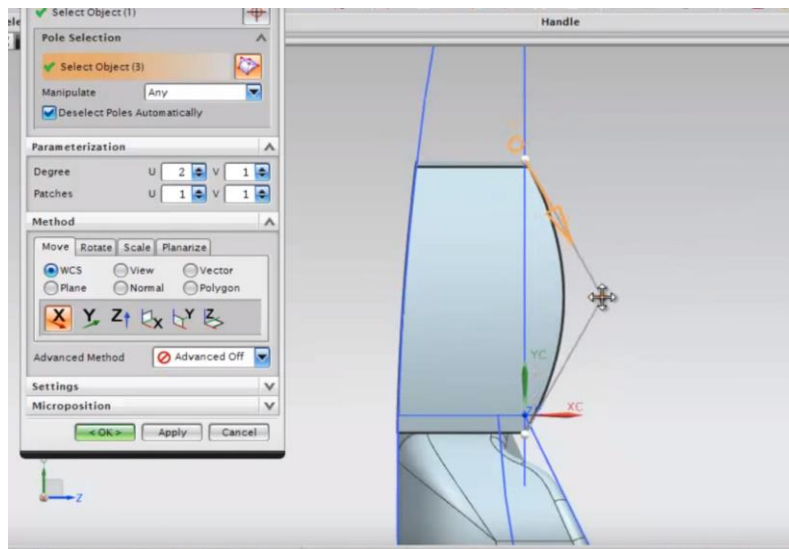 Select Object (1)
Handle
Pole Selection
Select Object (3)
Manipulate Any
Deselect Poles Automatically
Parameterization
Degree U 2 V 1
Patches U 1 V 1
Method
Move Rotate Scale Planarize
WCS View Vector
Plane Normal Polygon
X Y Z X Y Z
Advanced Method Advanced Off
YC
Settings
XC
Z
Microposition
< OK > Apply Cancel
Z